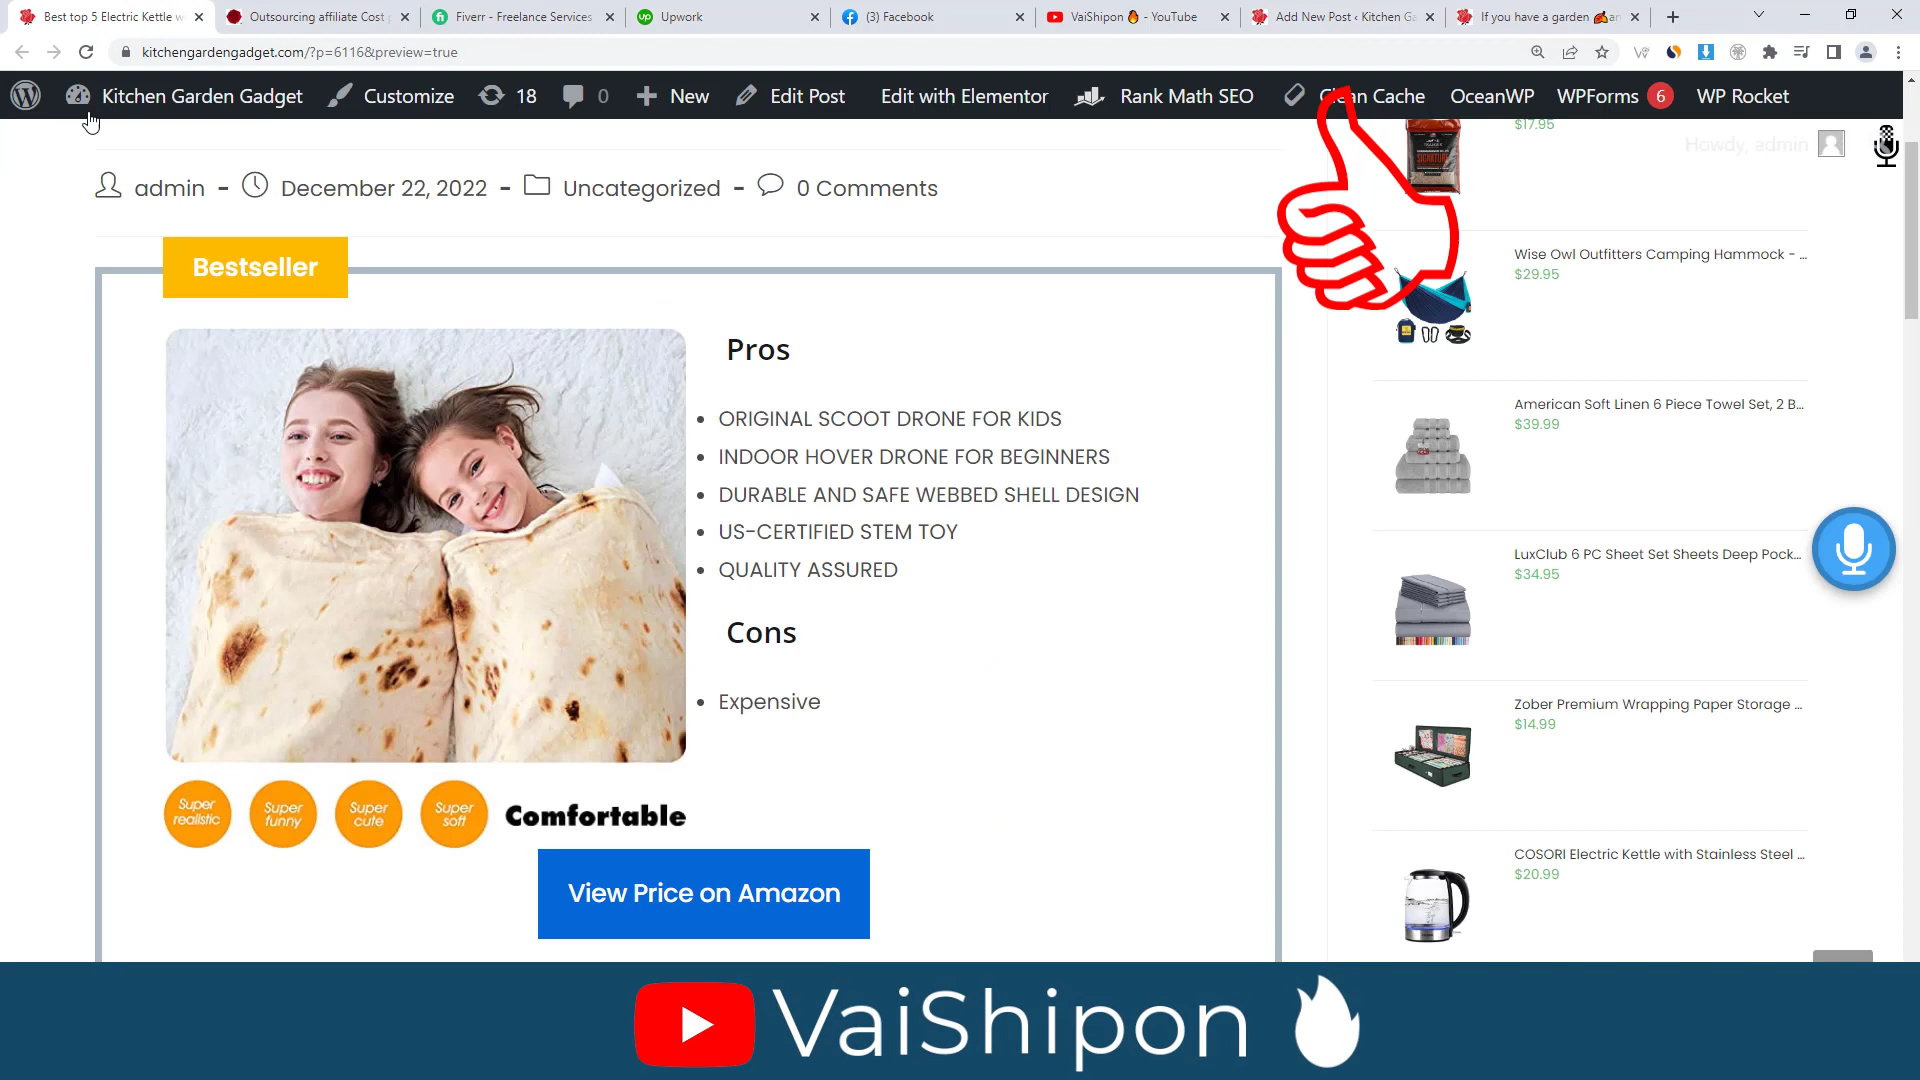 Best top 5 Electric Kettle w
Outsourcing affiliate Cost
Fiverr - Freelance Services
Upwork
(3) Facebook
VaiShipon🔥 - YouTube
Add New Post ‹ Kitchen Ga
If you have a garden
kitchengardengadget.com/?p=6116&preview=true
Kitchen Garden Gadget
Customize
18
0
New
Edit Post
Edit with Elementor
Rank Math SEO
Clean Cache
OceanWP
WPForms 6
WP Rocket
Howdy, admin
admin - December 22, 2022 - Uncategorized - 0 Comments
Bestseller
Pros
ORIGINAL SCOOT DRONE FOR KIDS
INDOOR HOVER DRONE FOR BEGINNERS
DURABLE AND SAFE WEBBED SHELL DESIGN
US-CERTIFIED STEM TOY
QUALITY ASSURED
Cons
Expensive
Super realistic
Super funny
Super cute
Super soft
Comfortable
View Price on Amazon
$17.95
Wise Owl Outfitters Camping Hammock - ...
$29.95
American Soft Linen 6 Piece Towel Set, 2 B...
$39.99
LuxClub 6 PC Sheet Set Sheets Deep Pock...
$34.95
Zober Premium Wrapping Paper Storage ...
$14.99
COSORI Electric Kettle with Stainless Steel ...
$20.99
VaiShipon